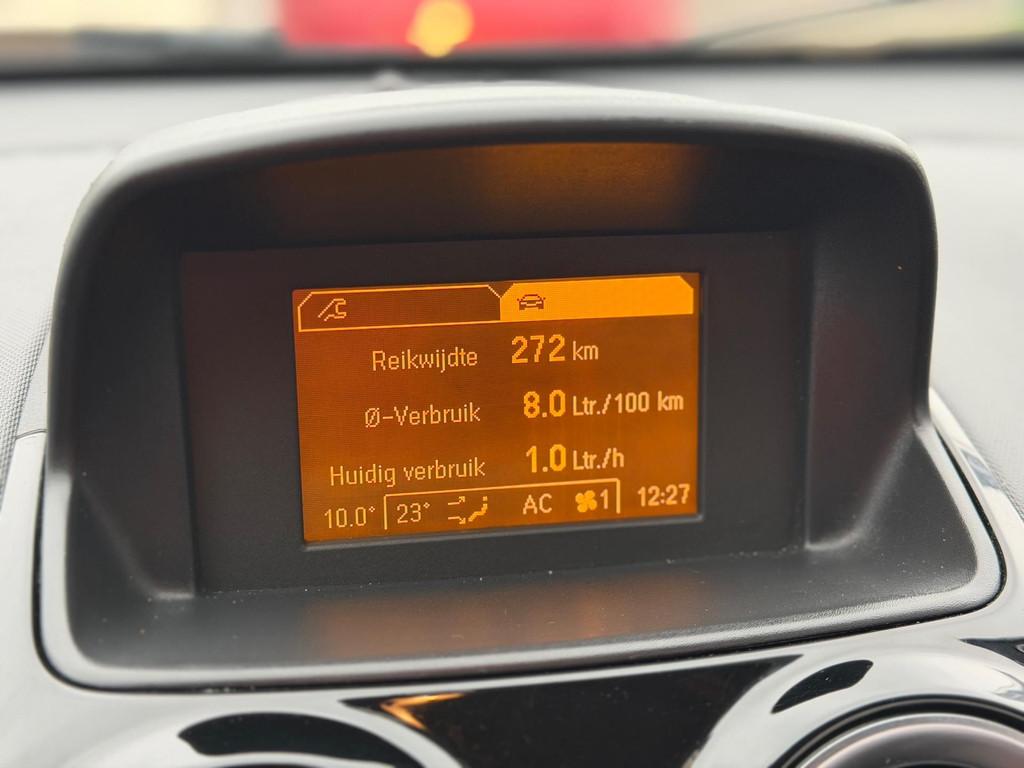 Reikwijdte 272 km
Ø-Verbruik 8.0 Ltr./100 km
Huidig verbruik 1.0 Ltr./h
10.0° 23° AC 1 12:27